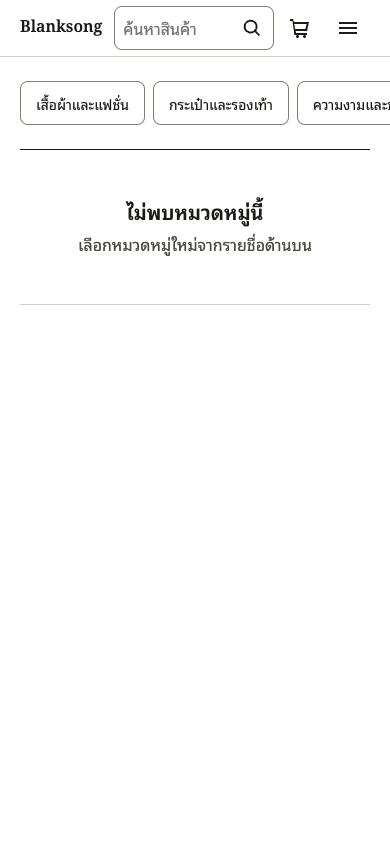 Blanksong
ค้นหาสินค้า
เสื้อผ้าและแฟชั่น
กระเป๋าและรองเท้า
ความงามและ
ไม่พบหมวดหมู่นี้
เลือกหมวดหมู่ใหม่จากรายชื่อด้านบน